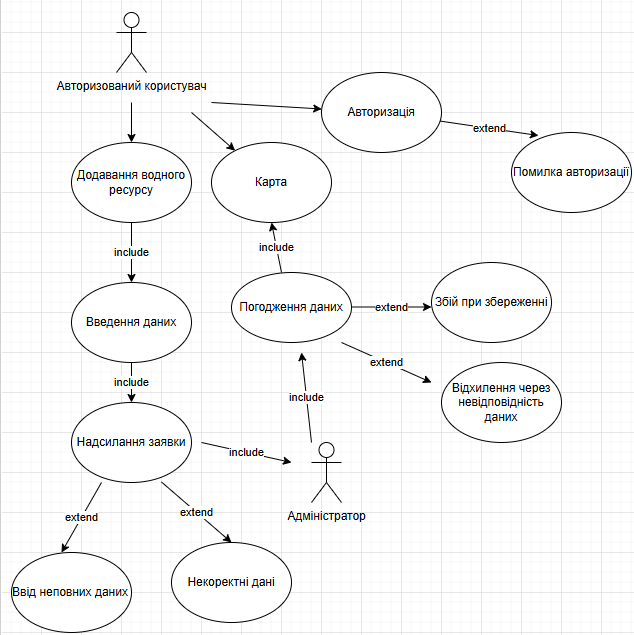 Авторизований користувач
Авторизація
extend
Помилка авторизації
Додавання водного
ресурсу
Карта
include
include
Введення даних
Погодження даних
extend
Збій при збереженні
extend
include
include
Відхилення через
невідповідність
даних
Надсилання заявки
include
Адміністратор
extend
extend
Ввід неповних даних
Некоректні дані